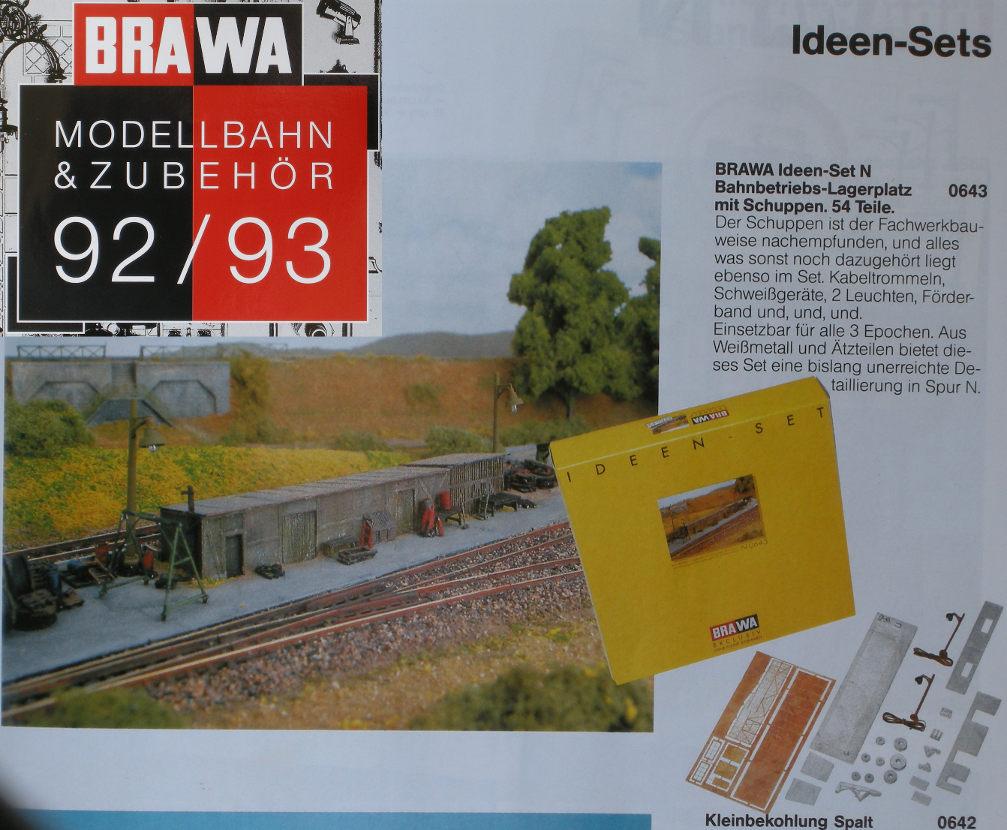 BRAWA
MODELLBAHN
& ZUBEHÖR
92/93
Ideen-Sets
BRAWA Ideen-Set N
Bahnbetriebs-Lagerplatz 0643
mit Schuppen. 54 Teile.
Der Schuppen ist der Fachwerkbau-
weise nachempfunden, und alles
was sonst noch dazugehört liegt
ebenso im Set. Kabeltrommeln,
Schweißgeräte, 2 Leuchten, Förder-
band und, und, und.
Einsetzbar für alle 3 Epochen. Aus
Weißmetall und Ätzteilen bietet die-
ses Set eine bislang unerreichte De-
taillierung in Spur N.
BRAWA
IDEEN-SET
BRAWA
EXCLUSIV
Kleinbekohlung Spalt 0642